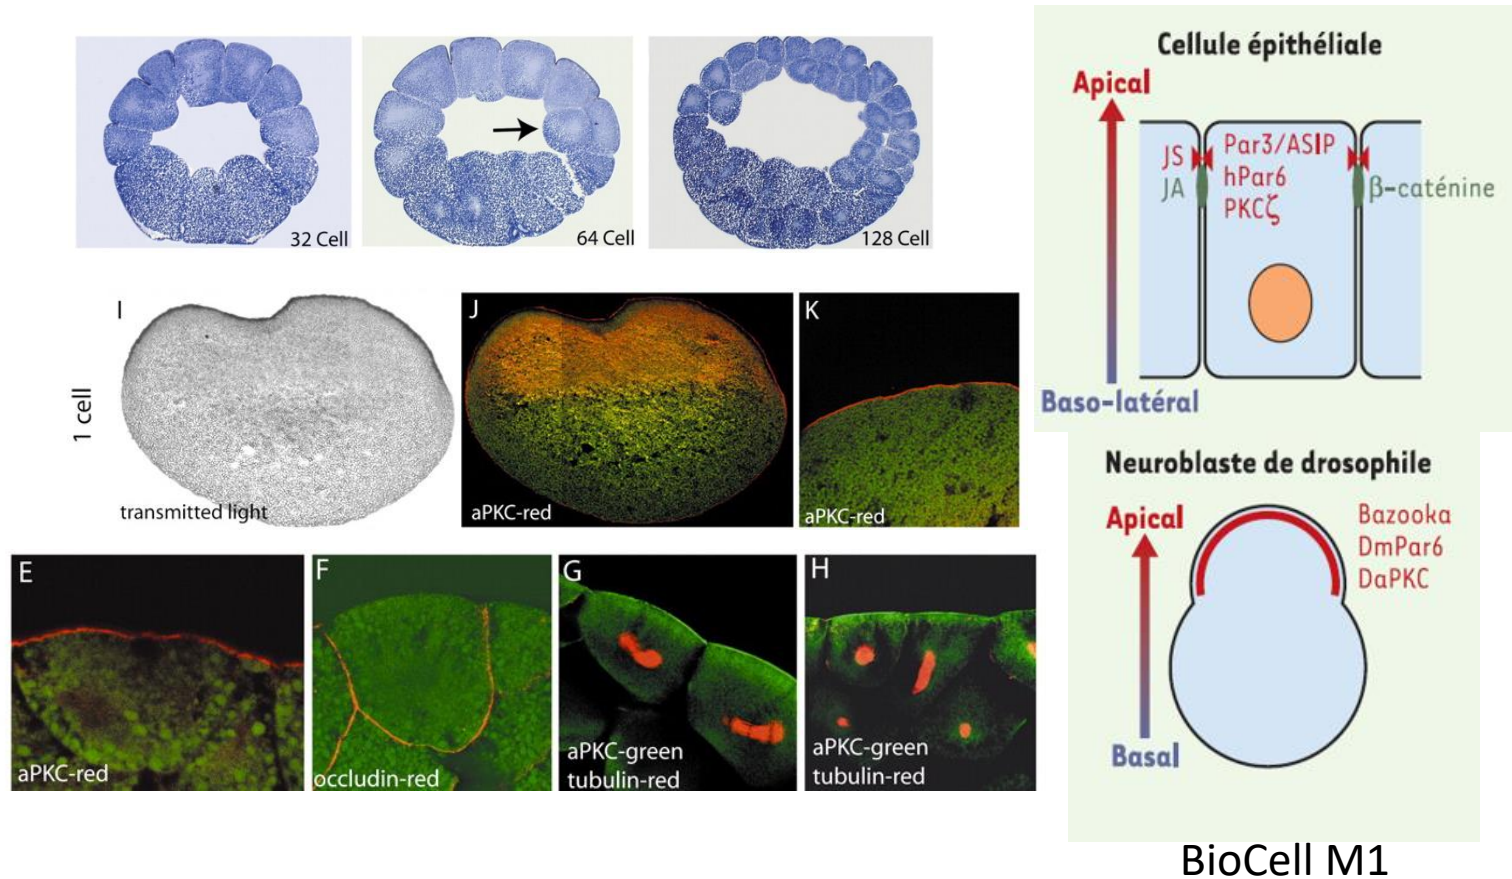 32 Cell
64 Cell
128 Cell
I
1 cell
transmitted light
J
aPKC-red
K
aPKC-red
E
aPKC-red
F
occludin-red
G
aPKC-green
tubulin-red
H
aPKC-green
tubulin-red
Cellule épithéliale
Apical
JS
JA
Par3/ASIP
hPar6
PKCζ
β-caténine
Baso-latéral
Neuroblaste de drosophile
Apical
Bazooka
DmPar6
DaPKC
Basal
BioCell M1